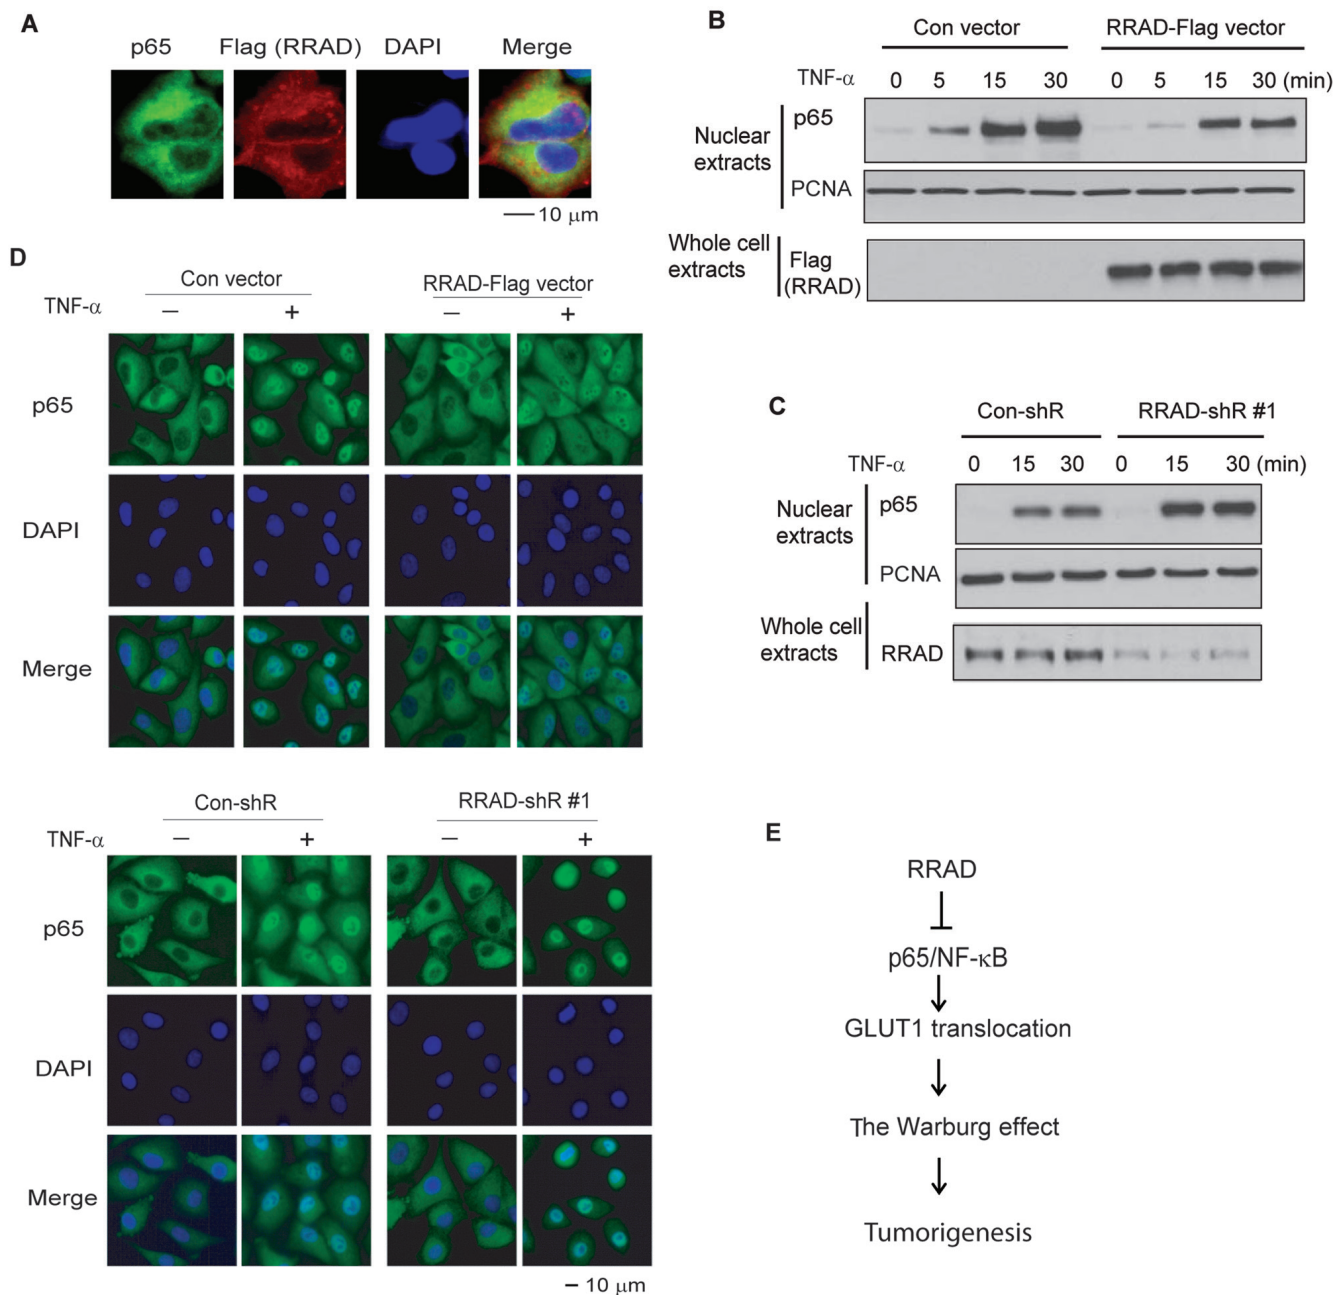 A
p65 Flag (RRAD) DAPI Merge
10 μm
B
Con vector RRAD-Flag vector
TNF-α 0 5 15 30 0 5 15 30 (min)
Nuclear extracts
p65
PCNA
Whole cell extracts
Flag (RRAD)
C
Con-shR RRAD-shR #1
TNF-α 0 15 30 0 15 30 (min)
Nuclear extracts
p65
PCNA
Whole cell extracts
RRAD
D
Con vector RRAD-Flag vector
TNF-α – + – +
p65
DAPI
Merge
Con-shR RRAD-shR #1
TNF-α – + – +
p65
DAPI
Merge
10 μm
E
RRAD
p65/NF-κB
GLUT1 translocation
The Warburg effect
Tumorigenesis